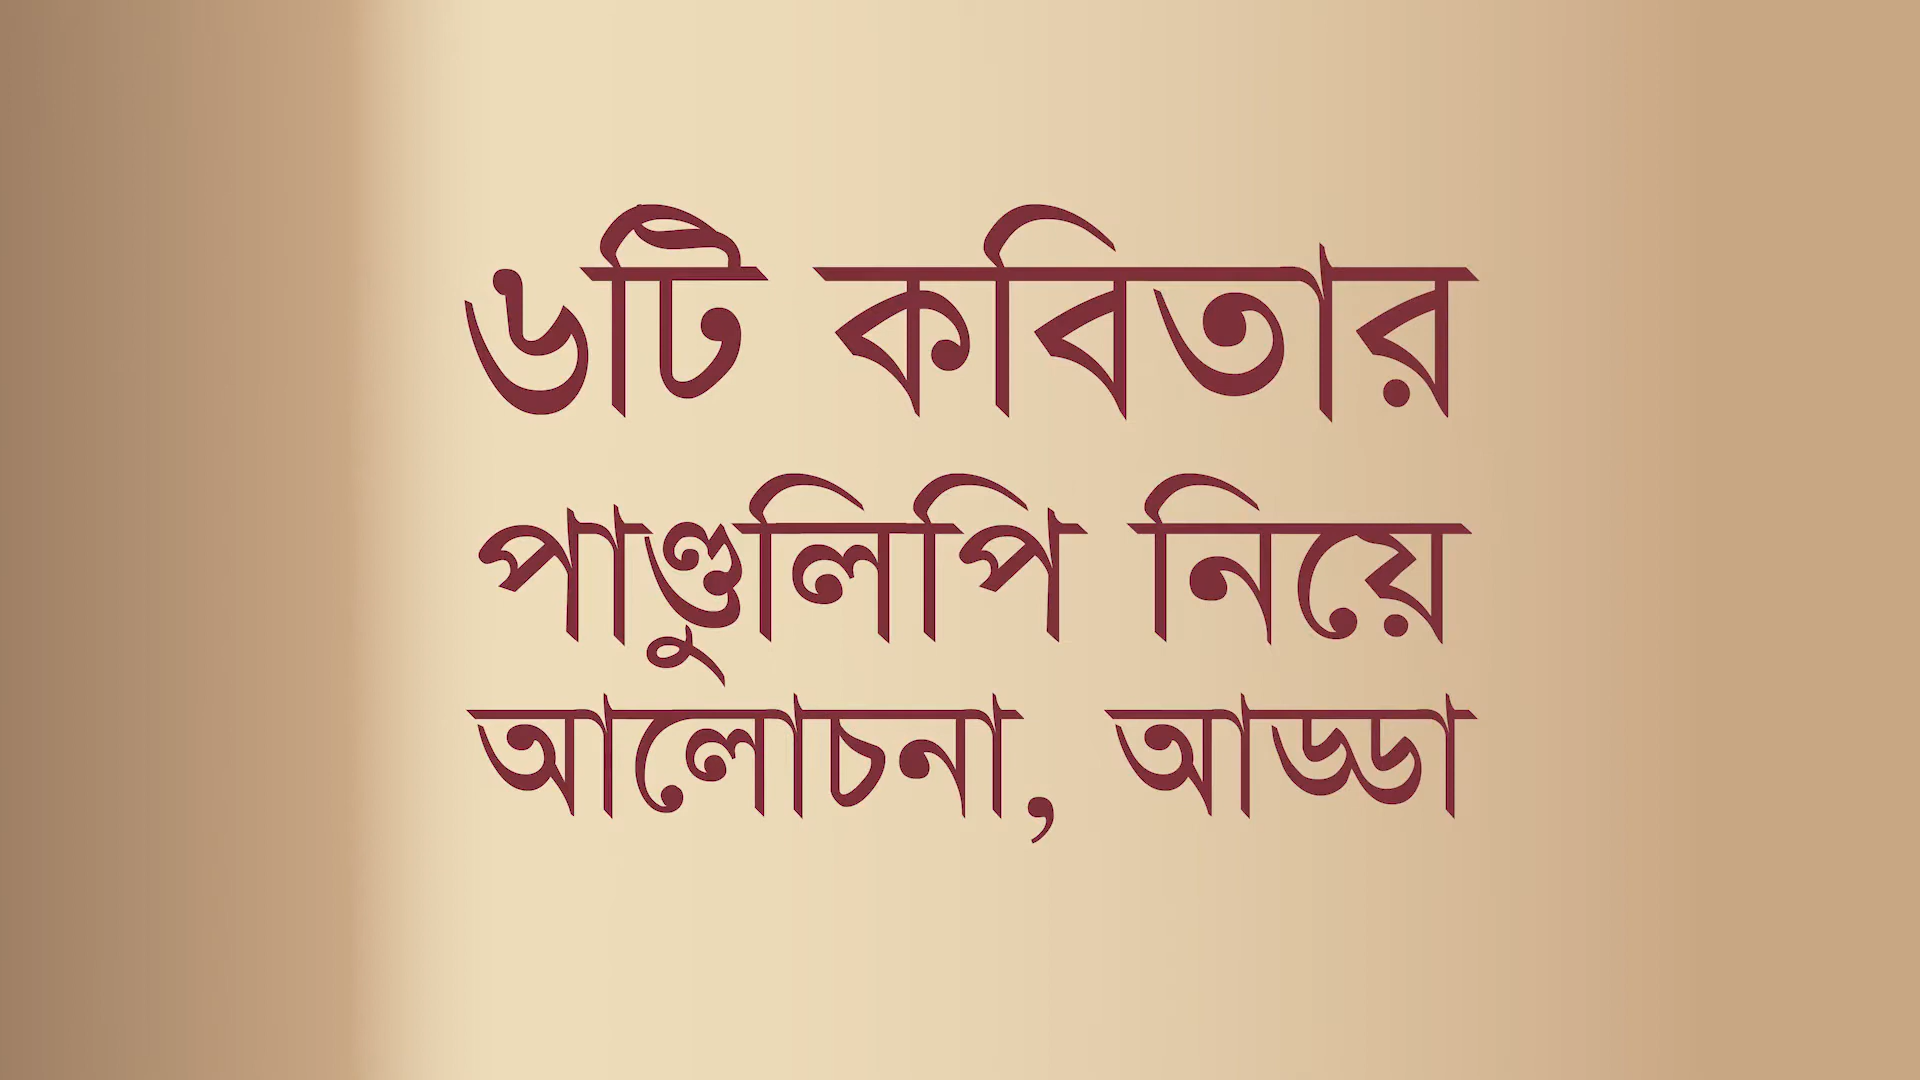 ৬টি কবিতার
পাণ্ডুলিপি নিয়ে
আলোচনা, আড্ডা